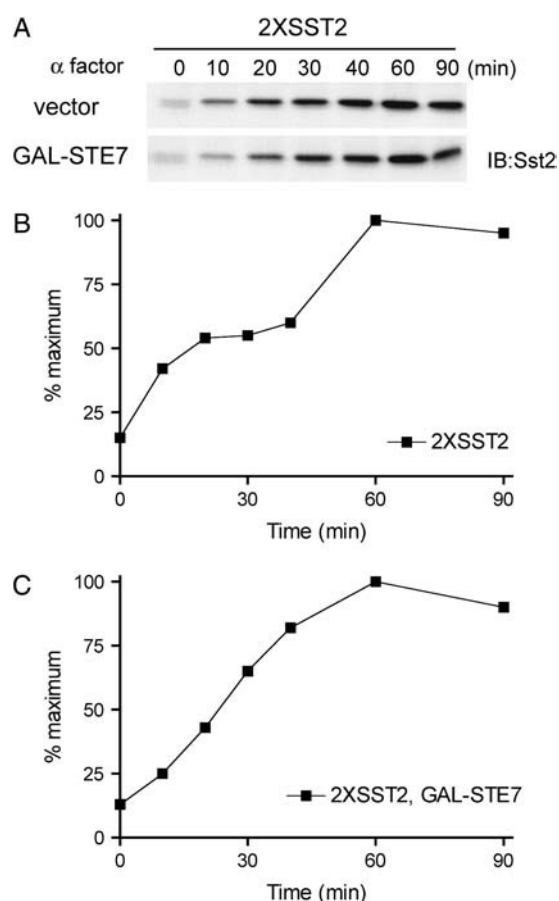 A
2XSST2
α factor 0 10 20 30 40 60 90 (min)
vector
GAL-STE7 IB:Sst2
B
100
75
50
25
0
% maximum
2XSST2
0 30 60 90
Time (min)
C
100
75
50
25
0
% maximum
2XSST2, GAL-STE7
0 30 60 90
Time (min)